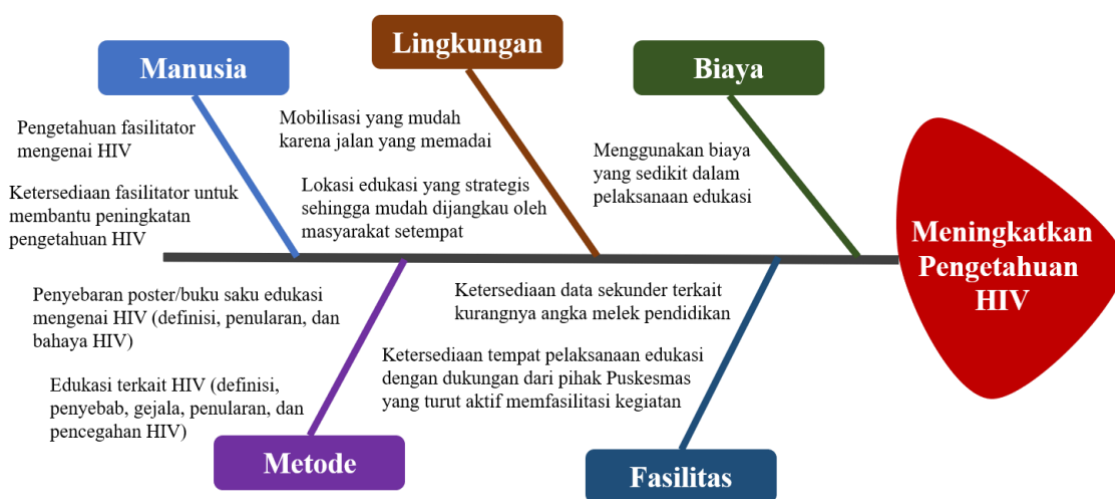 Manusia
Lingkungan
Biaya
Pengetahuan fasilitator
mengenai HIV
Ketersediaan fasilitator untuk
membantu peningkatan
pengetahuan HIV
Mobilisasi yang mudah
karena jalan yang memadai
Lokasi edukasi yang strategis
sehingga mudah dijangkau oleh
masyarakat setempat
Menggunakan biaya
yang sedikit dalam
pelaksanaan edukasi
Meningkatkan
Pengetahuan
HIV
Penyebaran poster/buku saku edukasi
mengenai HIV (definisi, penularan, dan
bahaya HIV)
Edukasi terkait HIV (definisi,
penyebab, gejala, penularan, dan
pencegahan HIV)
Ketersediaan data sekunder terkait
kurangnya angka melek pendidikan
Ketersediaan tempat pelaksanaan edukasi
dengan dukungan dari pihak Puskesmas
yang turut aktif memfasilitasi kegiatan
Metode
Fasilitas